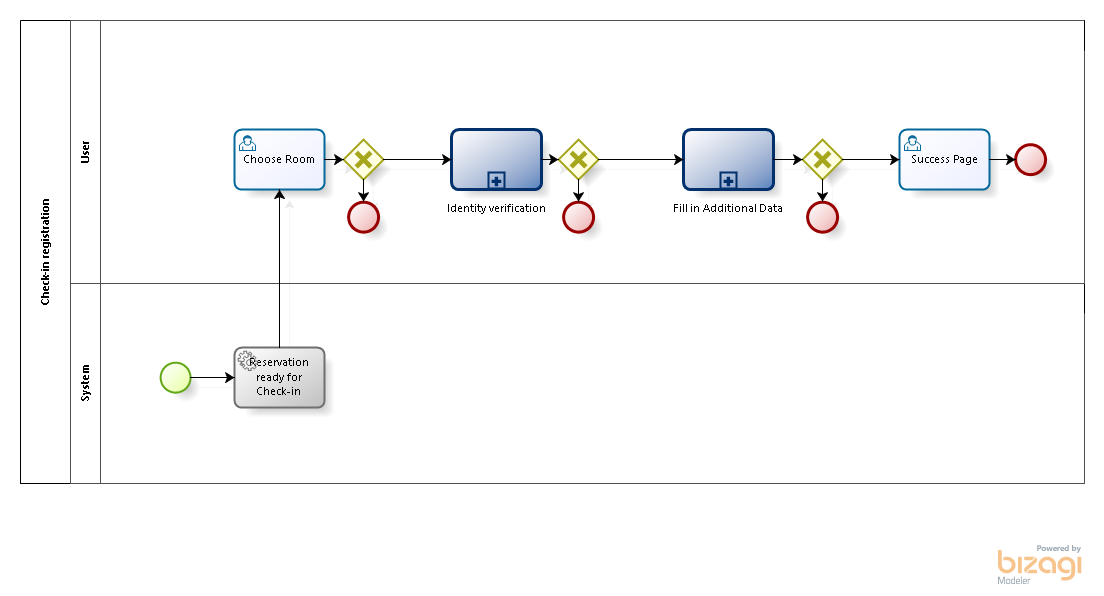 Check-in registration
User
Choose Room
Identity verification
Fill in Additional Data
Success Page
System
Reservation
ready for
Check-in
Powered by
bizagi
Modeler